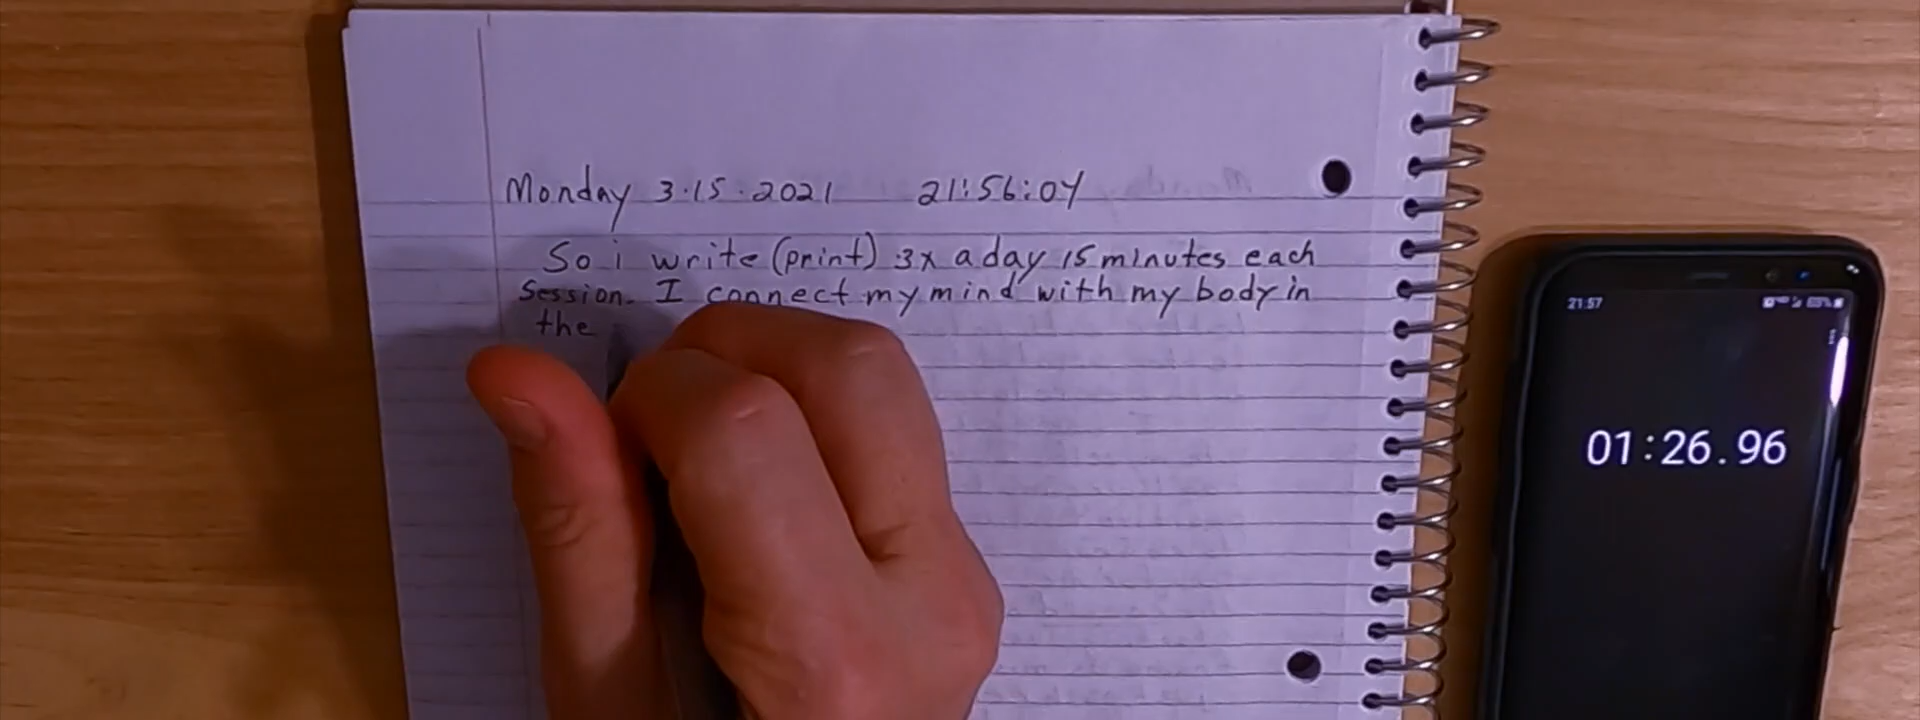 Monday 3.15.2021 21:56:04
So i write (print) 3x a day 15 minutes each
Session. I connect my mind with my body in
the
21:57
01:26.96